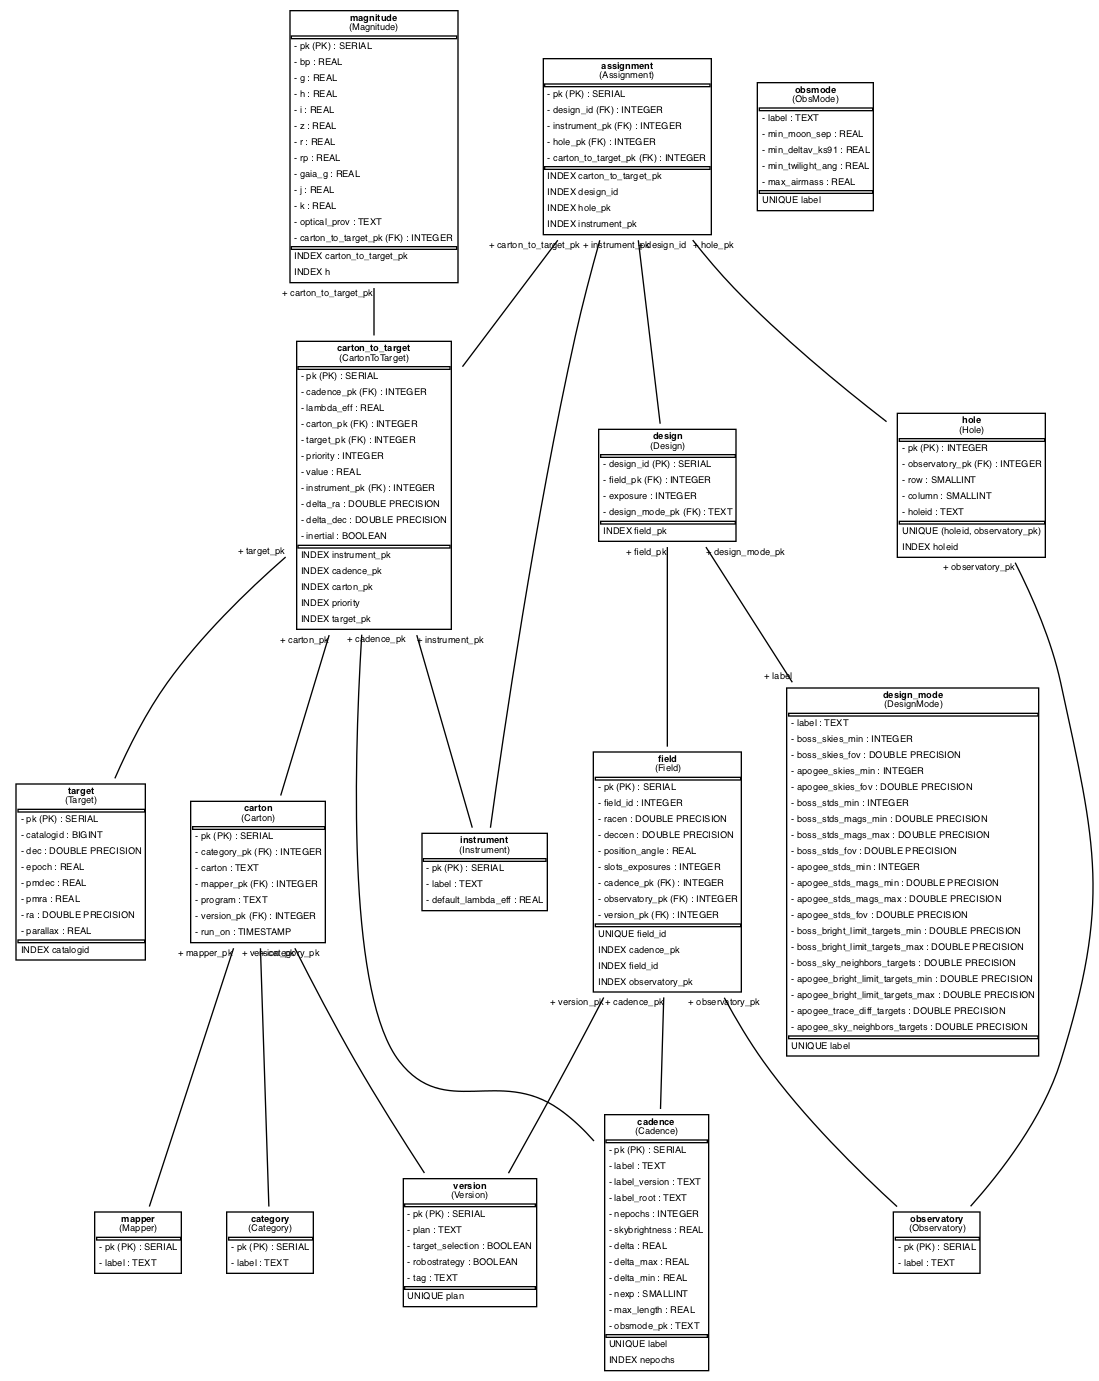 magnitude
(Magnitude)
- pk (PK) : SERIAL
- bp : REAL
- g : REAL
- h : REAL
- i : REAL
- z : REAL
- r : REAL
- rp : REAL
- gaia_g : REAL
- j : REAL
- k : REAL
- optical_prov : TEXT
- carton_to_target_pk (FK) : INTEGER
INDEX carton_to_target_pk
INDEX h
+ carton_to_target_pk
assignment
(Assignment)
- pk (PK) : SERIAL
- design_id (FK) : INTEGER
- instrument_pk (FK) : INTEGER
- hole_pk (FK) : INTEGER
- carton_to_target_pk (FK) : INTEGER
INDEX carton_to_target_pk
INDEX design_id
INDEX hole_pk
INDEX instrument_pk
+ carton_to_target_pk
+ instrument_pk
+ design_id
+ hole_pk
obsmode
(ObsMode)
- label : TEXT
- min_moon_sep : REAL
- min_deltav_ks91 : REAL
- min_twilight_ang : REAL
- max_airmass : REAL
UNIQUE label
carton_to_target
(CartonToTarget)
- pk (PK) : SERIAL
- cadence_pk (FK) : INTEGER
- lambda_eff : REAL
- carton_pk (FK) : INTEGER
- target_pk (FK) : INTEGER
- priority : INTEGER
- value : REAL
- instrument_pk (FK) : INTEGER
- delta_ra : DOUBLE PRECISION
- delta_dec : DOUBLE PRECISION
- inertial : BOOLEAN
INDEX instrument_pk
INDEX cadence_pk
INDEX carton_pk
INDEX priority
INDEX target_pk
+ target_pk
+ carton_pk
+ cadence_pk
+ instrument_pk
design
(Design)
- design_id (PK) : SERIAL
- field_pk (FK) : INTEGER
- exposure : INTEGER
- design_mode_pk (FK) : TEXT
INDEX field_pk
+ field_pk
+ design_mode_pk
+ label
hole
(Hole)
- pk (PK) : INTEGER
- observatory_pk (FK) : INTEGER
- row : SMALLINT
- column : SMALLINT
- holeid : TEXT
UNIQUE (holeid, observatory_pk)
INDEX holeid
+ observatory_pk
target
(Target)
- pk (PK) : SERIAL
- catalogid : BIGINT
- dec : DOUBLE PRECISION
- epoch : REAL
- pmdec : REAL
- pmra : REAL
- ra : DOUBLE PRECISION
- parallax : REAL
INDEX catalogid
carton
(Carton)
- pk (PK) : SERIAL
- category_pk (FK) : INTEGER
- carton : TEXT
- mapper_pk (FK) : INTEGER
- program : TEXT
- version_pk (FK) : INTEGER
- run_on : TIMESTAMP
+ mapper_pk
+ version_pk
+ category_pk
instrument
(Instrument)
- pk (PK) : SERIAL
- label : TEXT
- default_lambda_eff : REAL
field
(Field)
- pk (PK) : SERIAL
- field_id : INTEGER
- racen : DOUBLE PRECISION
- deccen : DOUBLE PRECISION
- position_angle : REAL
- slots_exposures : INTEGER
- cadence_pk (FK) : INTEGER
- observatory_pk (FK) : INTEGER
- version_pk (FK) : INTEGER
UNIQUE field_id
INDEX cadence_pk
INDEX field_id
INDEX observatory_pk
+ version_pk
+ cadence_pk
+ observatory_pk
design_mode
(DesignMode)
- label : TEXT
- boss_skies_min : INTEGER
- boss_skies_fov : DOUBLE PRECISION
- apogee_skies_min : INTEGER
- apogee_skies_fov : DOUBLE PRECISION
- boss_stds_min : INTEGER
- boss_stds_mags_min : DOUBLE PRECISION
- boss_stds_mags_max : DOUBLE PRECISION
- boss_stds_fov : DOUBLE PRECISION
- apogee_stds_min : INTEGER
- apogee_stds_mags_min : DOUBLE PRECISION
- apogee_stds_mags_max : DOUBLE PRECISION
- apogee_stds_fov : DOUBLE PRECISION
- boss_bright_limit_targets_min : DOUBLE PRECISION
- boss_bright_limit_targets_max : DOUBLE PRECISION
- boss_sky_neighbors_targets : DOUBLE PRECISION
- apogee_bright_limit_targets_min : DOUBLE PRECISION
- apogee_bright_limit_targets_max : DOUBLE PRECISION
- apogee_trace_diff_targets : DOUBLE PRECISION
- apogee_sky_neighbors_targets : DOUBLE PRECISION
UNIQUE label
mapper
(Mapper)
- pk (PK) : SERIAL
- label : TEXT
category
(Category)
- pk (PK) : SERIAL
- label : TEXT
version
(Version)
- pk (PK) : SERIAL
- plan : TEXT
- target_selection : BOOLEAN
- robostrategy : BOOLEAN
- tag : TEXT
UNIQUE plan
cadence
(Cadence)
- pk (PK) : SERIAL
- label : TEXT
- label_version : TEXT
- label_root : TEXT
- nepochs : INTEGER
- skybrightness : REAL
- delta : REAL
- delta_max : REAL
- delta_min : REAL
- nexp : SMALLINT
- max_length : REAL
- obsmode_pk : TEXT
UNIQUE label
INDEX nepochs
observatory
(Observatory)
- pk (PK) : SERIAL
- label : TEXT